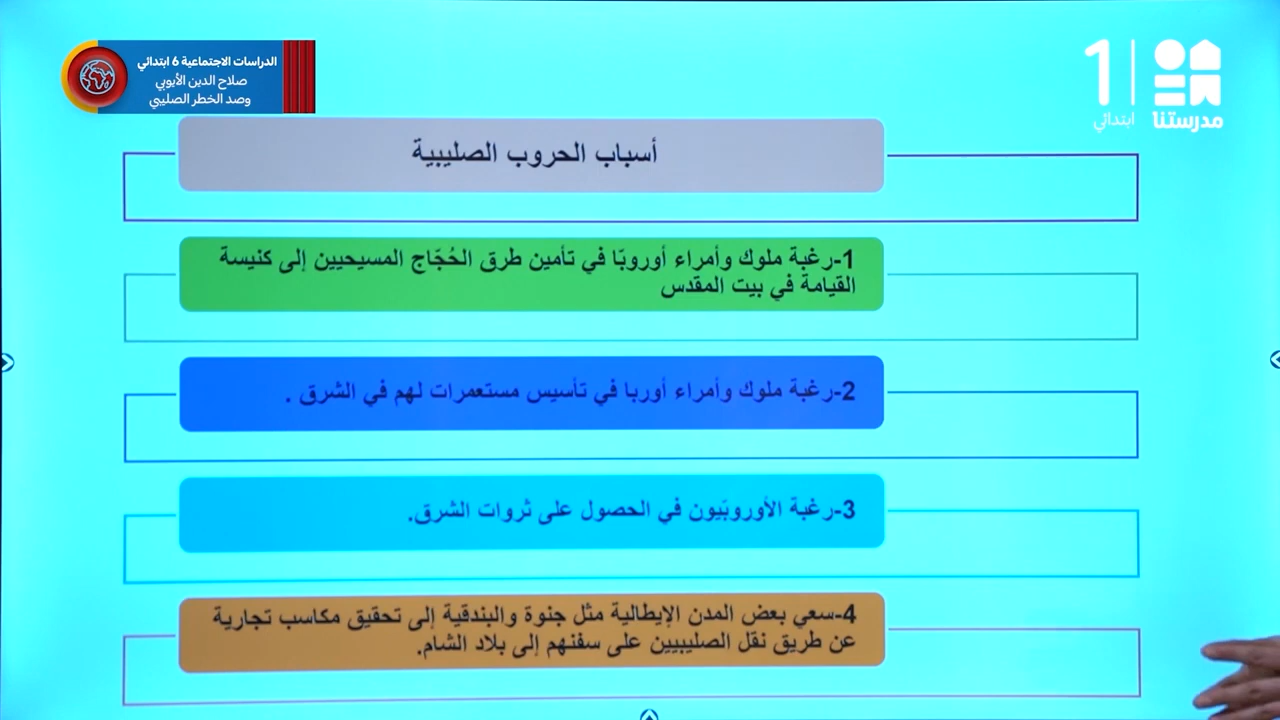 الدراسات الاجتماعية 6 ابتدائي
صلاح الدين الأيوبي
وصد الخطر الصليبي
1
ابتدائي
مدرستنا
أسباب الحروب الصليبية
1-رغبة ملوك وأمراء أوروبّا في تأمين طرق الحُجّاج المسيحيين إلى كنيسة
القيامة في بيت المقدس
2-رغبة ملوك وأمراء أوربا في تأسيس مستعمرات لهم في الشرق .
3-رغبة الأوروبّيون في الحصول على ثروات الشرق.
4-سعي بعض المدن الإيطالية مثل جنوة والبندقية إلى تحقيق مكاسب تجارية
عن طريق نقل الصليبيين على سفنهم إلى بلاد الشام.